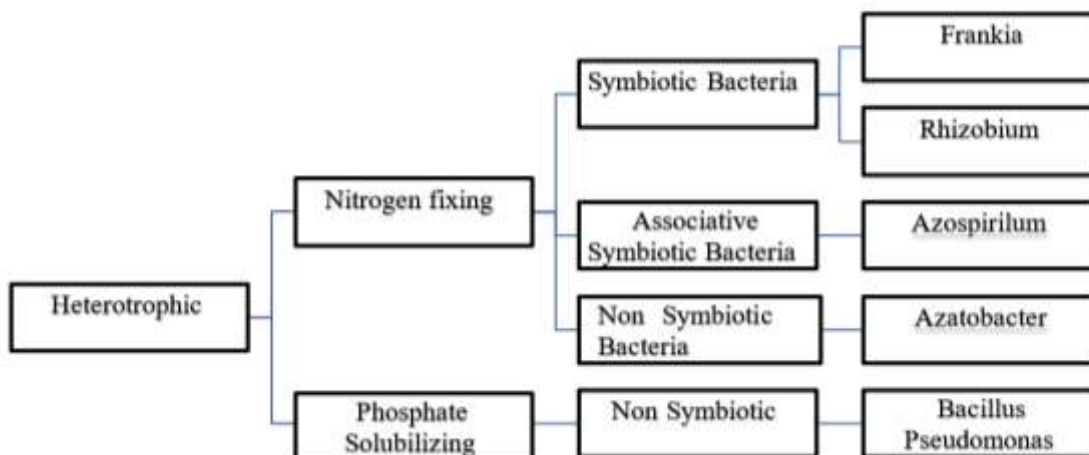 Heterotrophic
Nitrogen fixing
Phosphate
Solubilizing
Symbiotic Bacteria
Associative
Symbiotic Bacteria
Non Symbiotic
Bacteria
Non Symbiotic
Frankia
Rhizobium
Azospirilum
Azatobacter
Bacillus
Pseudomonas